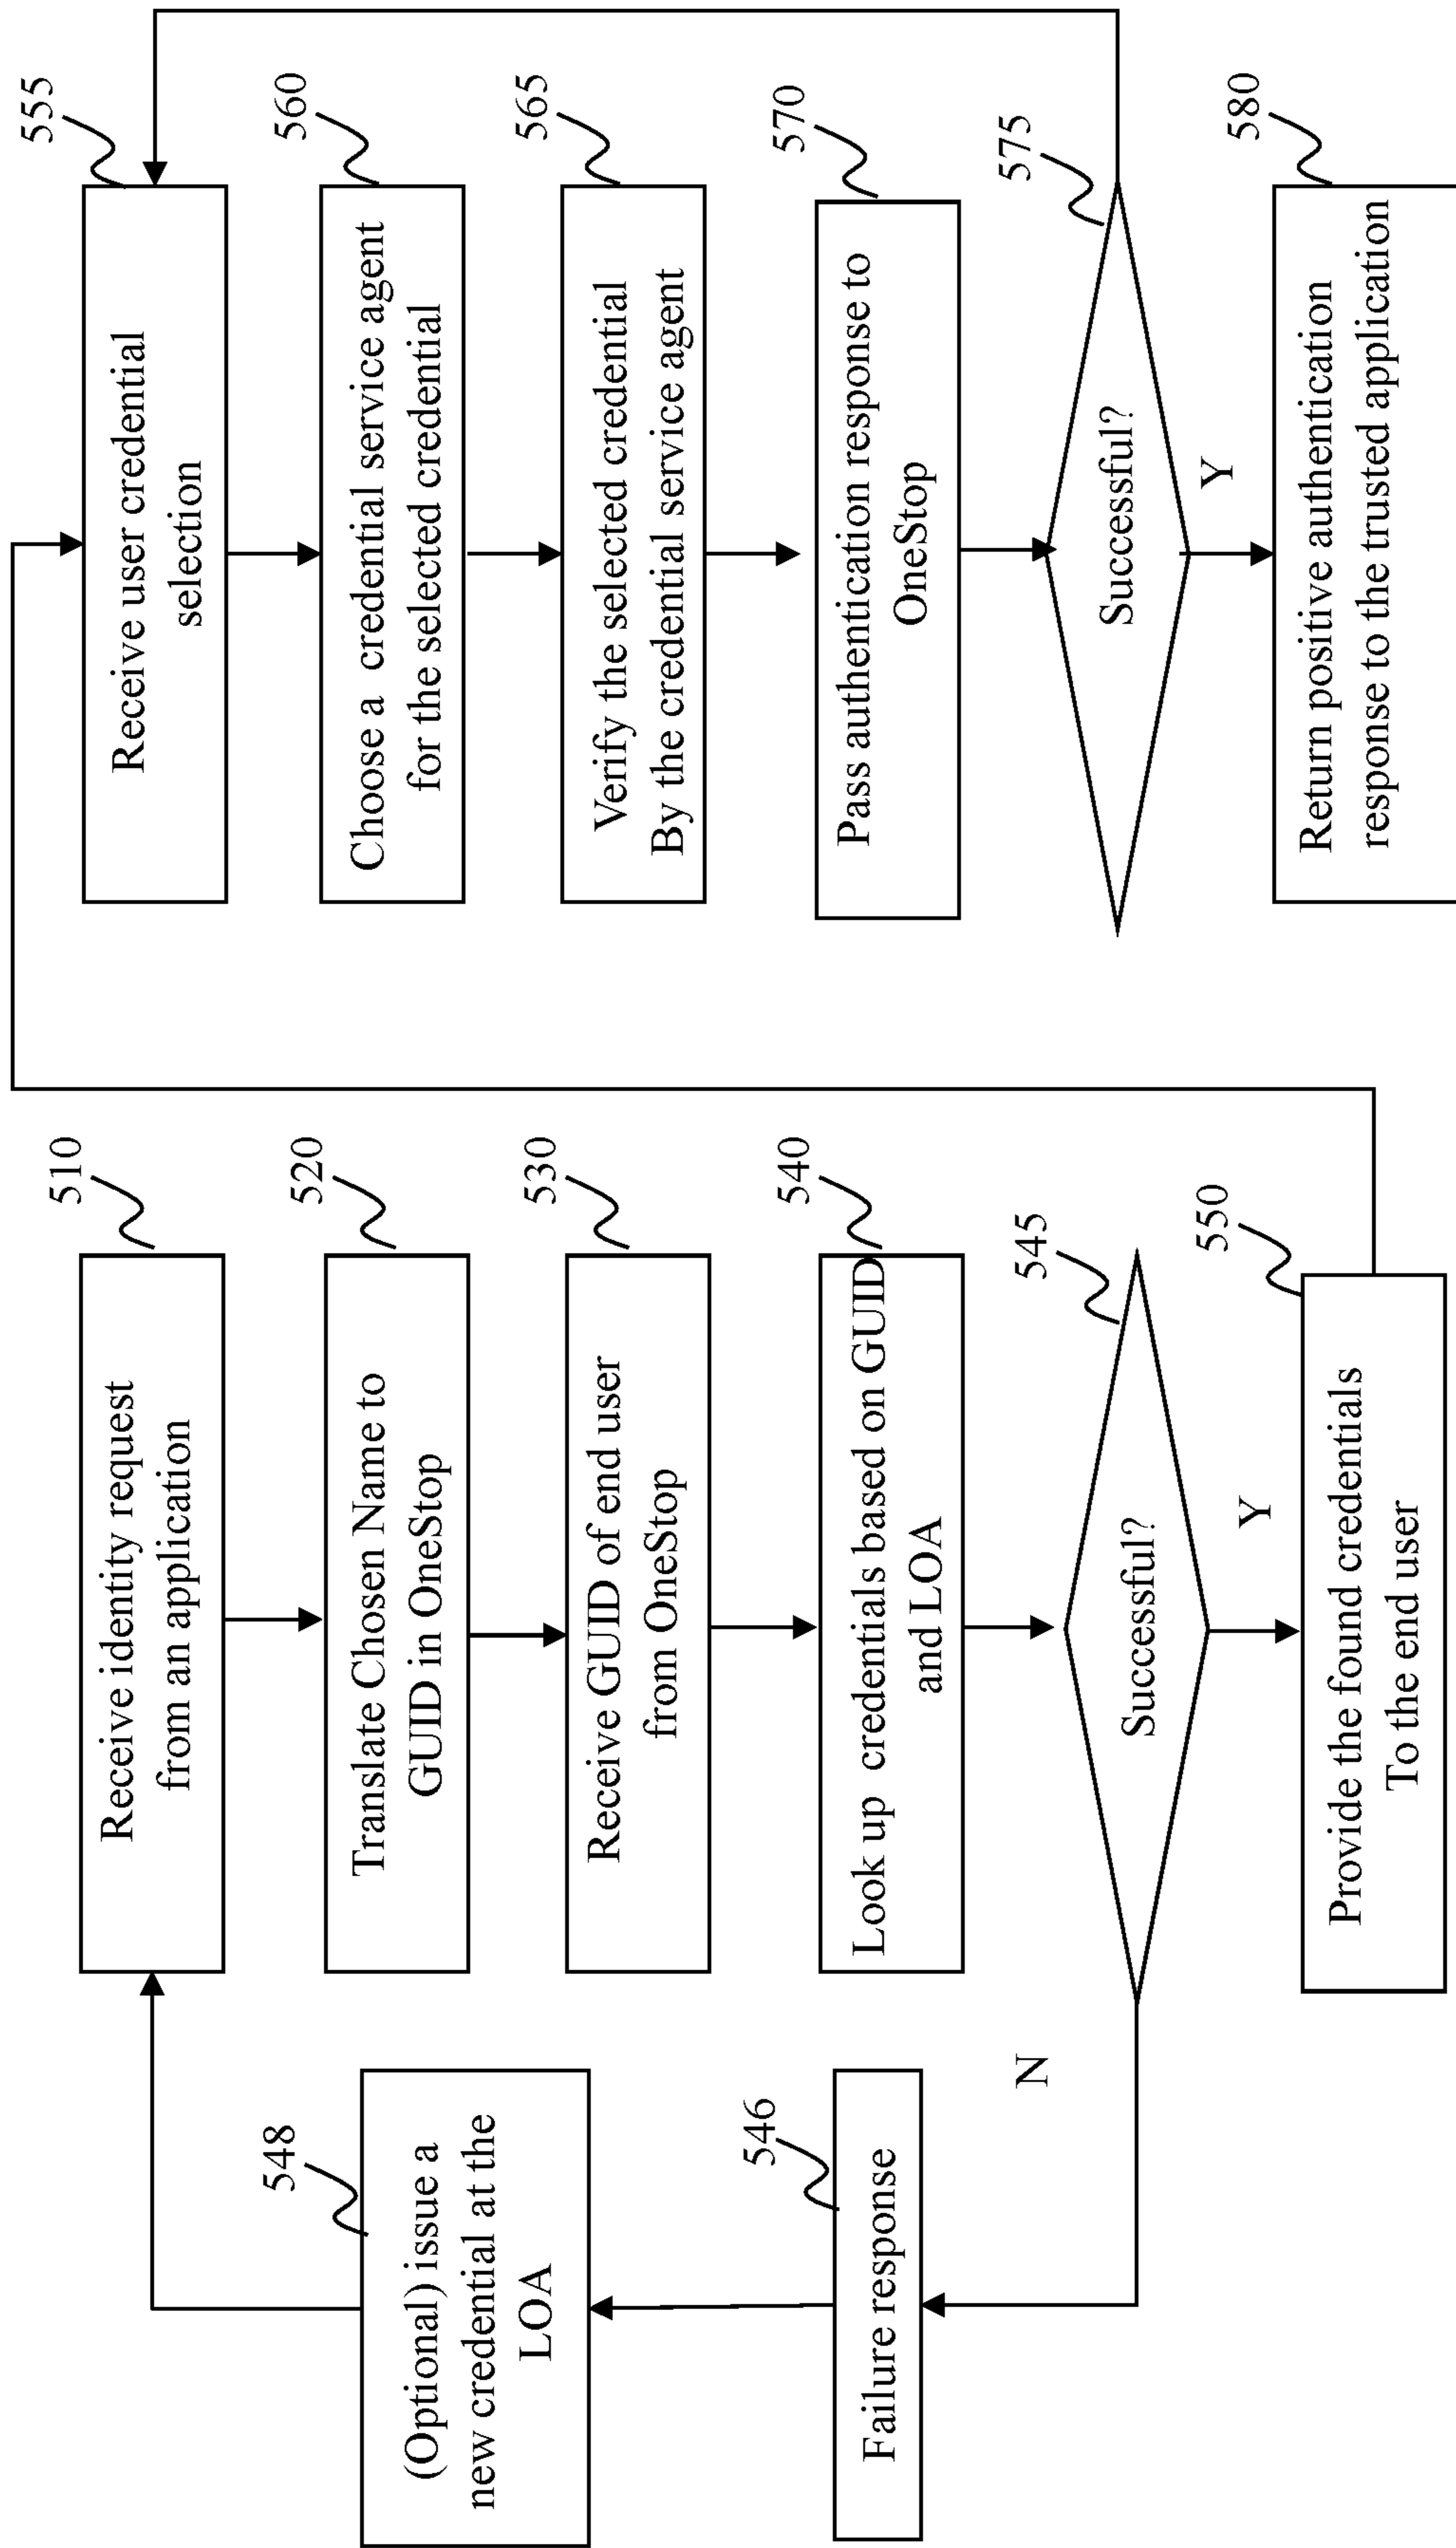 510
Receive identity request
from an application
520
Translate Chosen Name to
GUID in OneStop
530
Receive GUID of end user
from OneStop
540
Look up credentials based on GUID
and LOA
545
Successful?
N
Y
546
Failure response
548
(Optional) issue a
new credential at the
LOA
550
Provide the found credentials
To the end user
555
Receive user credential
selection
560
Choose a credential service agent
for the selected credential
565
Verify the selected credential
By the credential service agent
570
Pass authentication response to
OneStop
575
Successful?
Y
580
Return positive authentication
response to the trusted application